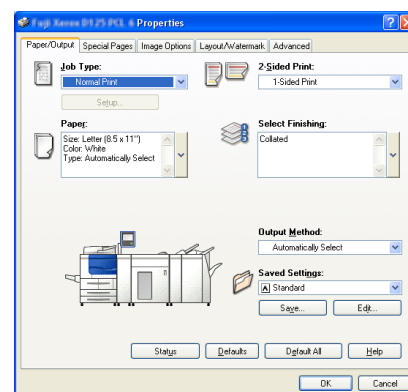 Fuji Xerox D125 PCL 6 Properties
Paper/Output Special Pages Image Options Layout/Watermark Advanced
Job Type:
Normal Print
Setup...
2-Sided Print:
1-Sided Print
Paper:
Size: Letter (8.5 x 11")
Color: White
Type: Automatically Select
Select Finishing:
Collated
Output Method:
Automatically Select
Saved Settings:
A Standard
Save... Edit...
Status Defaults Default All Help
OK Cancel